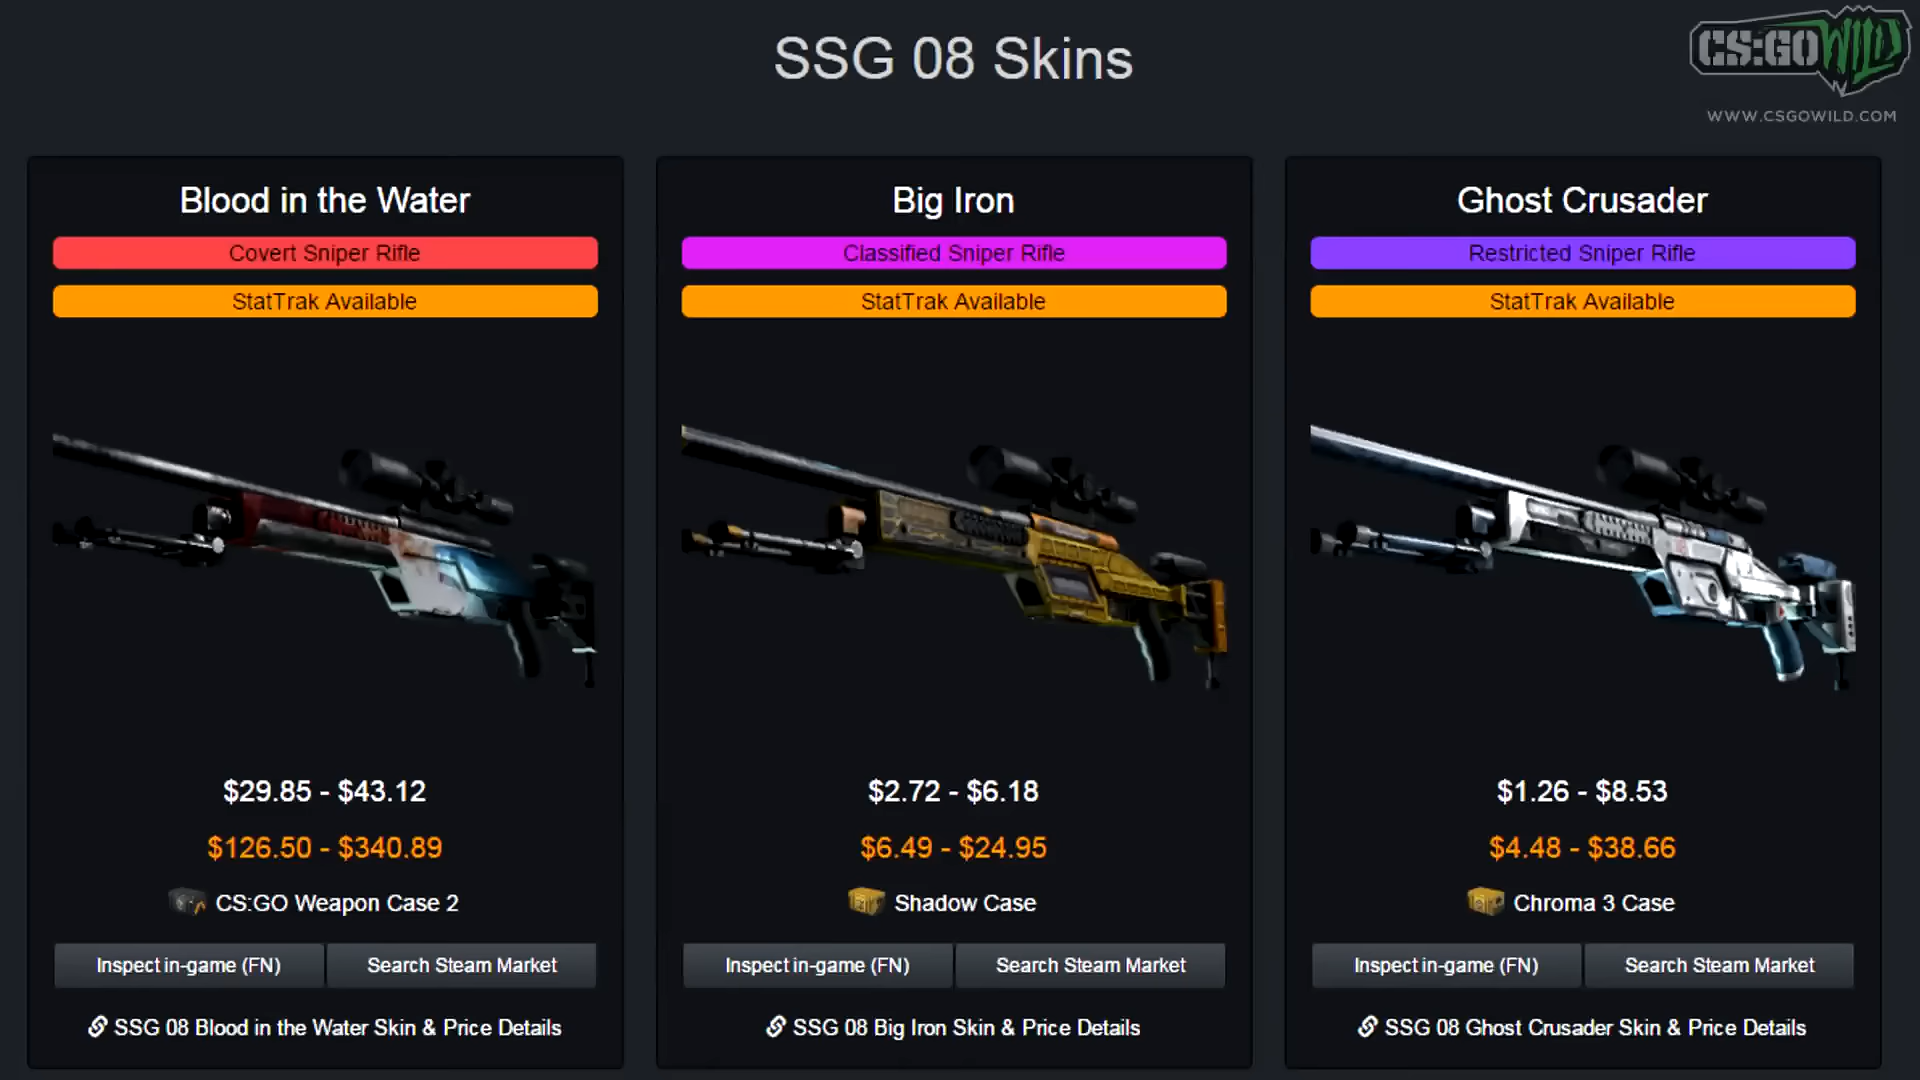 SSG 08 Skins
CS:GO WILD
WWW.CSGOWILD.COM
Blood in the Water
Covert Sniper Rifle
StatTrak Available
$29.85 - $43.12
$126.50 - $340.89
CS:GO Weapon Case 2
Inspect in-game (FN)
Search Steam Market
SSG 08 Blood in the Water Skin & Price Details
Big Iron
Classified Sniper Rifle
StatTrak Available
$2.72 - $6.18
$6.49 - $24.95
Shadow Case
Inspect in-game (FN)
Search Steam Market
SSG 08 Big Iron Skin & Price Details
Ghost Crusader
Restricted Sniper Rifle
StatTrak Available
$1.26 - $8.53
$4.48 - $38.66
Chroma 3 Case
Inspect in-game (FN)
Search Steam Market
SSG 08 Ghost Crusader Skin & Price Details